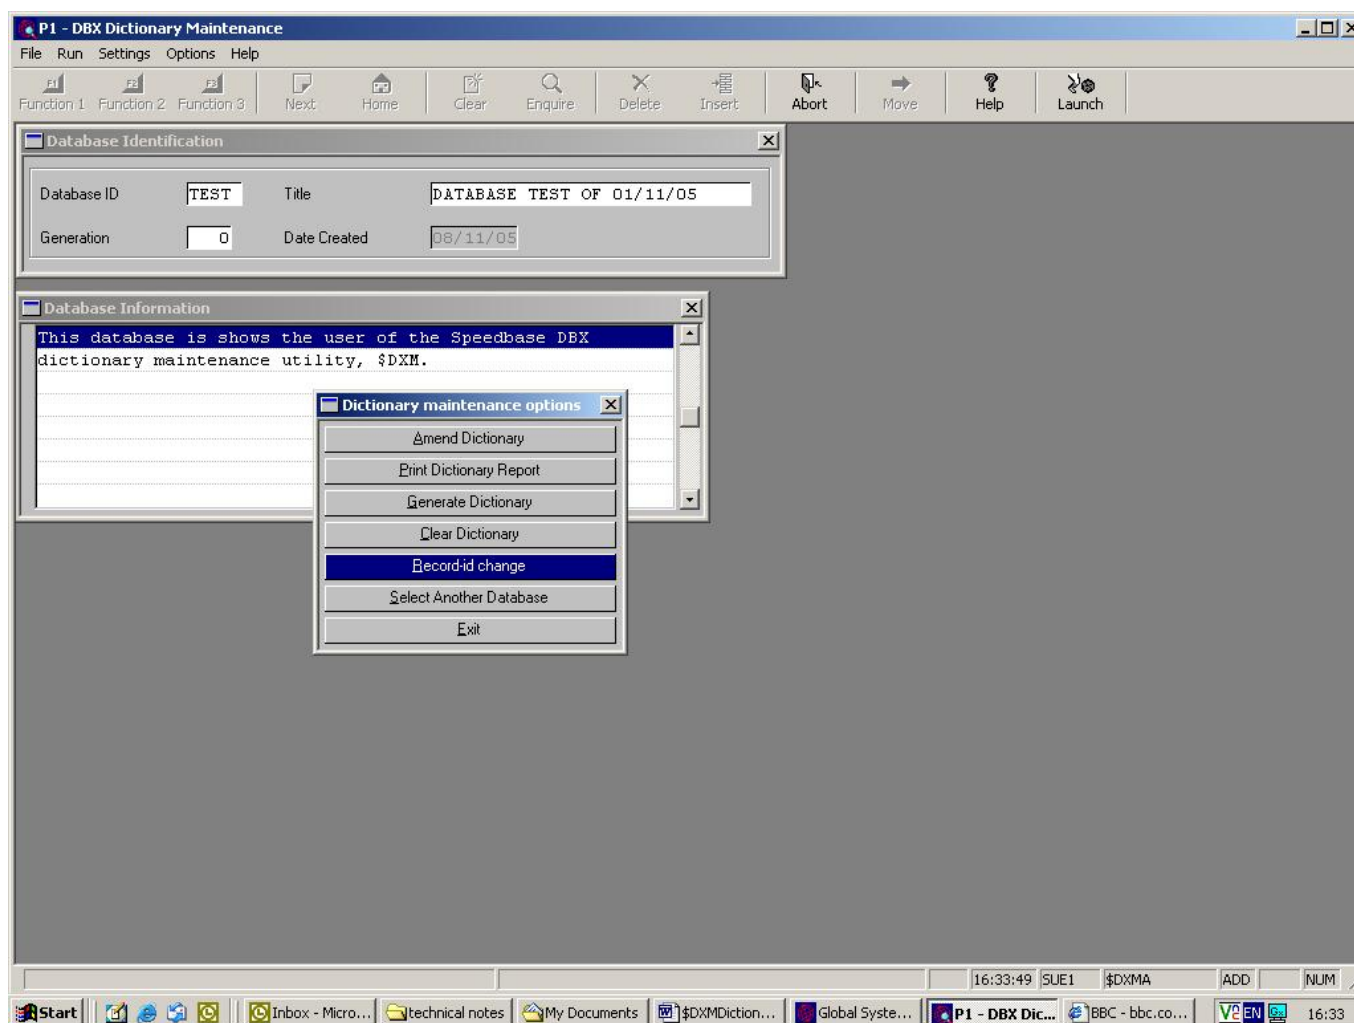 P1 - DBX Dictionary Maintenance
File Run Settings Options Help
F1 F2 F3
Function 1 Function 2 Function 3 Next Home Clear Enquire Delete Insert Abort Move Help Launch
Database Identification
Database ID TEST Title DATABASE TEST OF 01/11/05
Generation 0 Date Created 08/11/05
Database Information
This database is shows the user of the Speedbase DBX
dictionary maintenance utility, $DXM.
Dictionary maintenance options
Amend Dictionary
Print Dictionary Report
Generate Dictionary
Clear Dictionary
Record-id change
Select Another Database
Exit
16:33:49 SUE1 $DXMA ADD NUM
Start Inbox - Micro... technical notes My Documents $DXMDiction... Global Syste... P1 - DBX Dic... BBC - bbc.co... EN 16:33